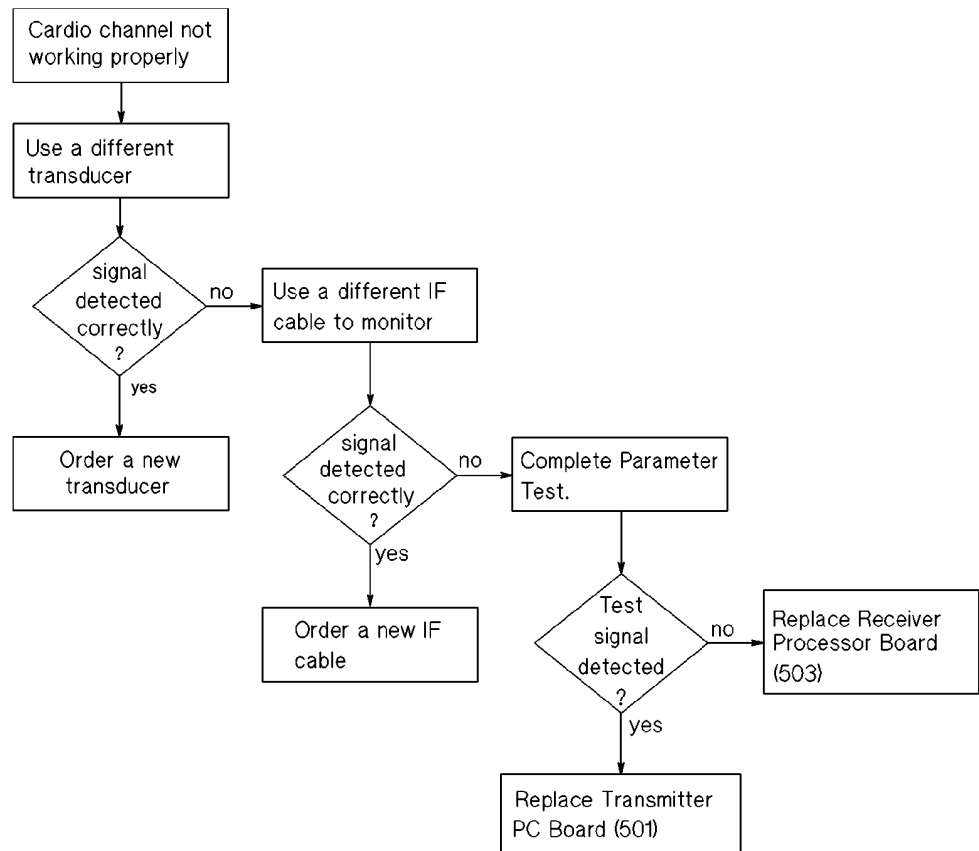 Cardio channel not
working properly
Use a different
transducer
signal
detected
correctly
?
no
yes
Order a new
transducer
Use a different IF
cable to monitor
signal
detected
correctly
?
no
yes
Order a new IF
cable
Complete Parameter
Test.
Test
signal
detected
?
no
yes
Replace Receiver
Processor Board
(503)
Replace Transmitter
PC Board (501)